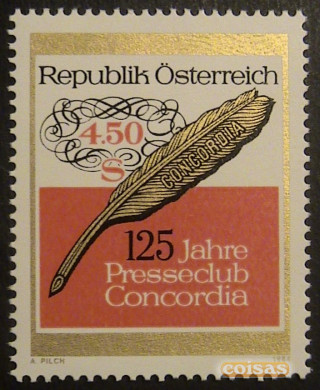 Republik Österreich
4.50
S
CONCORDIA
125 Jahre
Presseclub
Concordia
A. PILCH
coisas